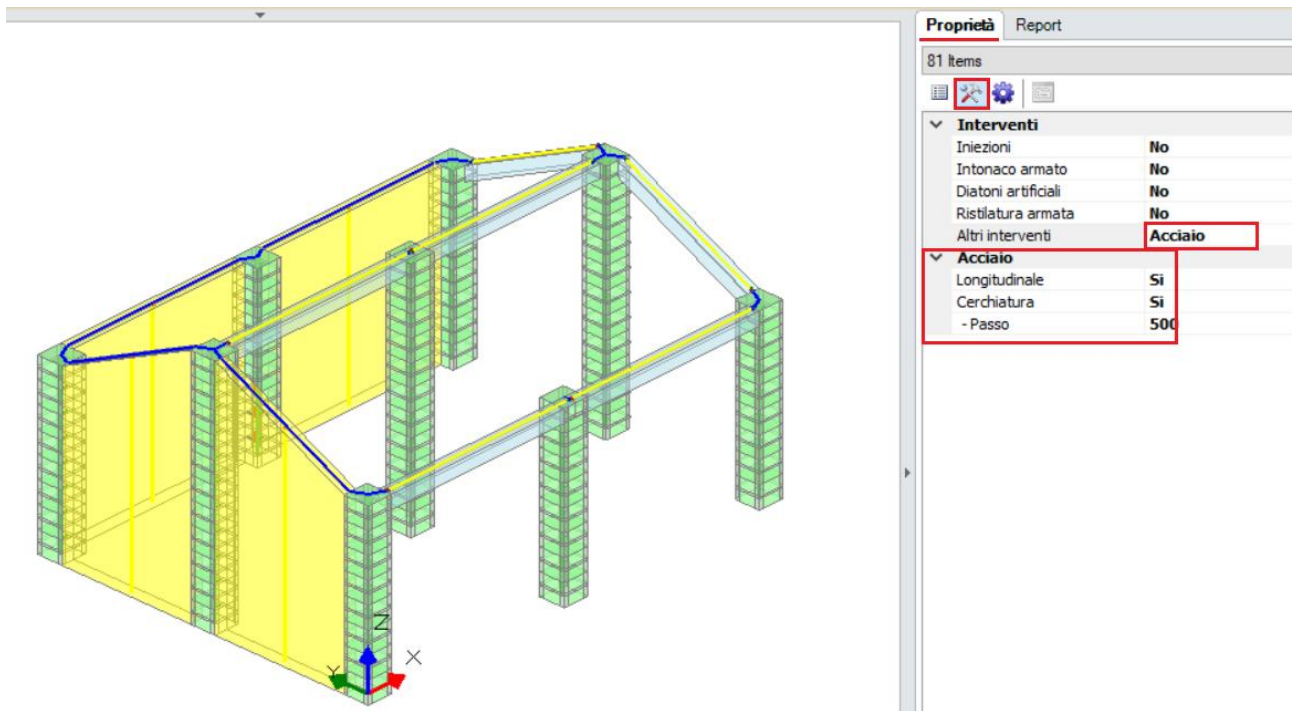 Proprietà Report
81 Items
Interventi
Iniezioni No
Intonaco armato No
Diatoni artificiali No
Ristilatura armata No
Altri interventi Acciaio
Acciaio
Longitudinale Si
Cerchiatura Si
- Passo 500
Z
Y X